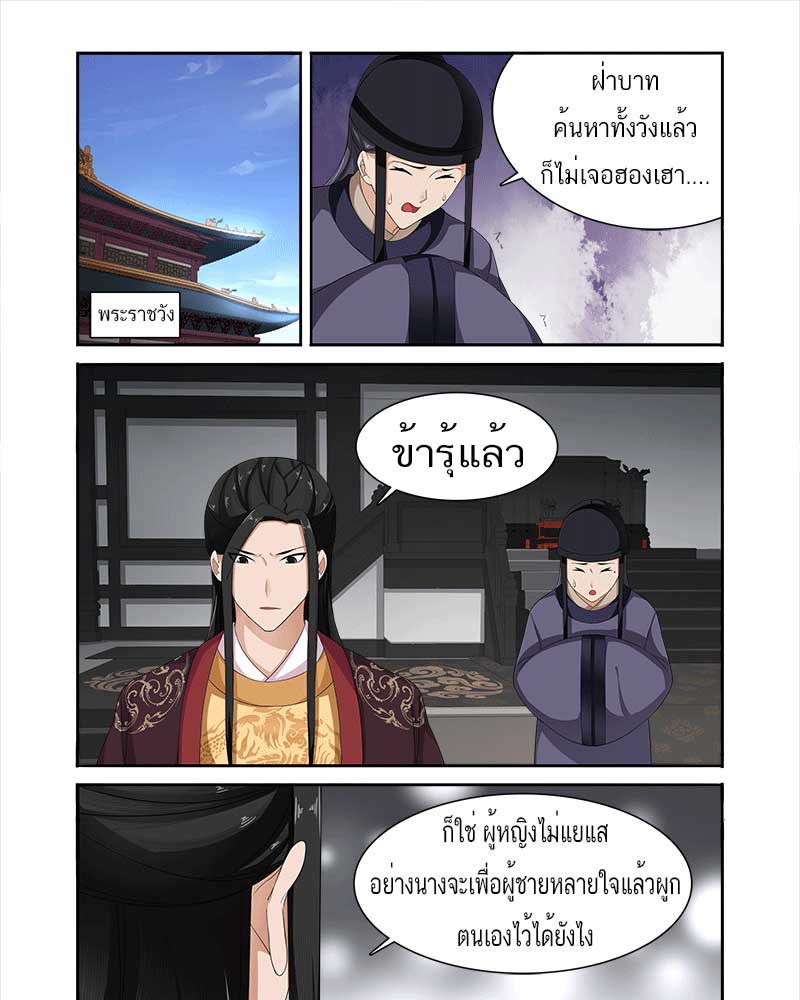 พระราชวัง
ฝ่าบาท
ค้นหาทั้งวังแล้ว
ก็ไม่เจอฮองเฮา....
ข้ารุ้แล้ว
ก็ใช่ ผู้หญิงไม่แยแส
อย่างนางจะเพื่อผู้ชายหลายใจแล้วผูก
ตนเองไว้ได้ยังไง